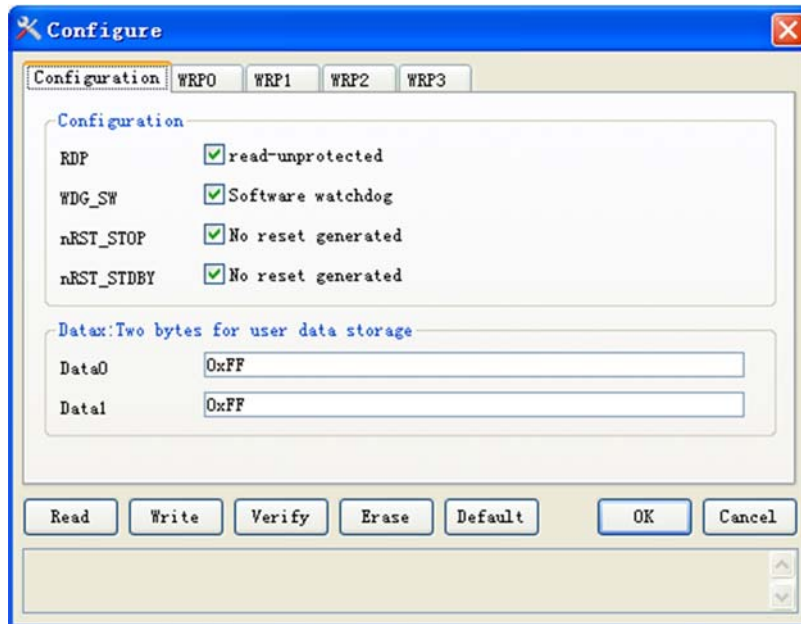 Configure
Configuration WRP0 WRP1 WRP2 WRP3
Configuration
RDP read-unprotected
WDG_SW Software watchdog
nRST_STOP No reset generated
nRST_STDBY No reset generated
Datax:Two bytes for user data storage
Data0 0xFF
Data1 0xFF
Read Write Verify Erase Default OK Cancel